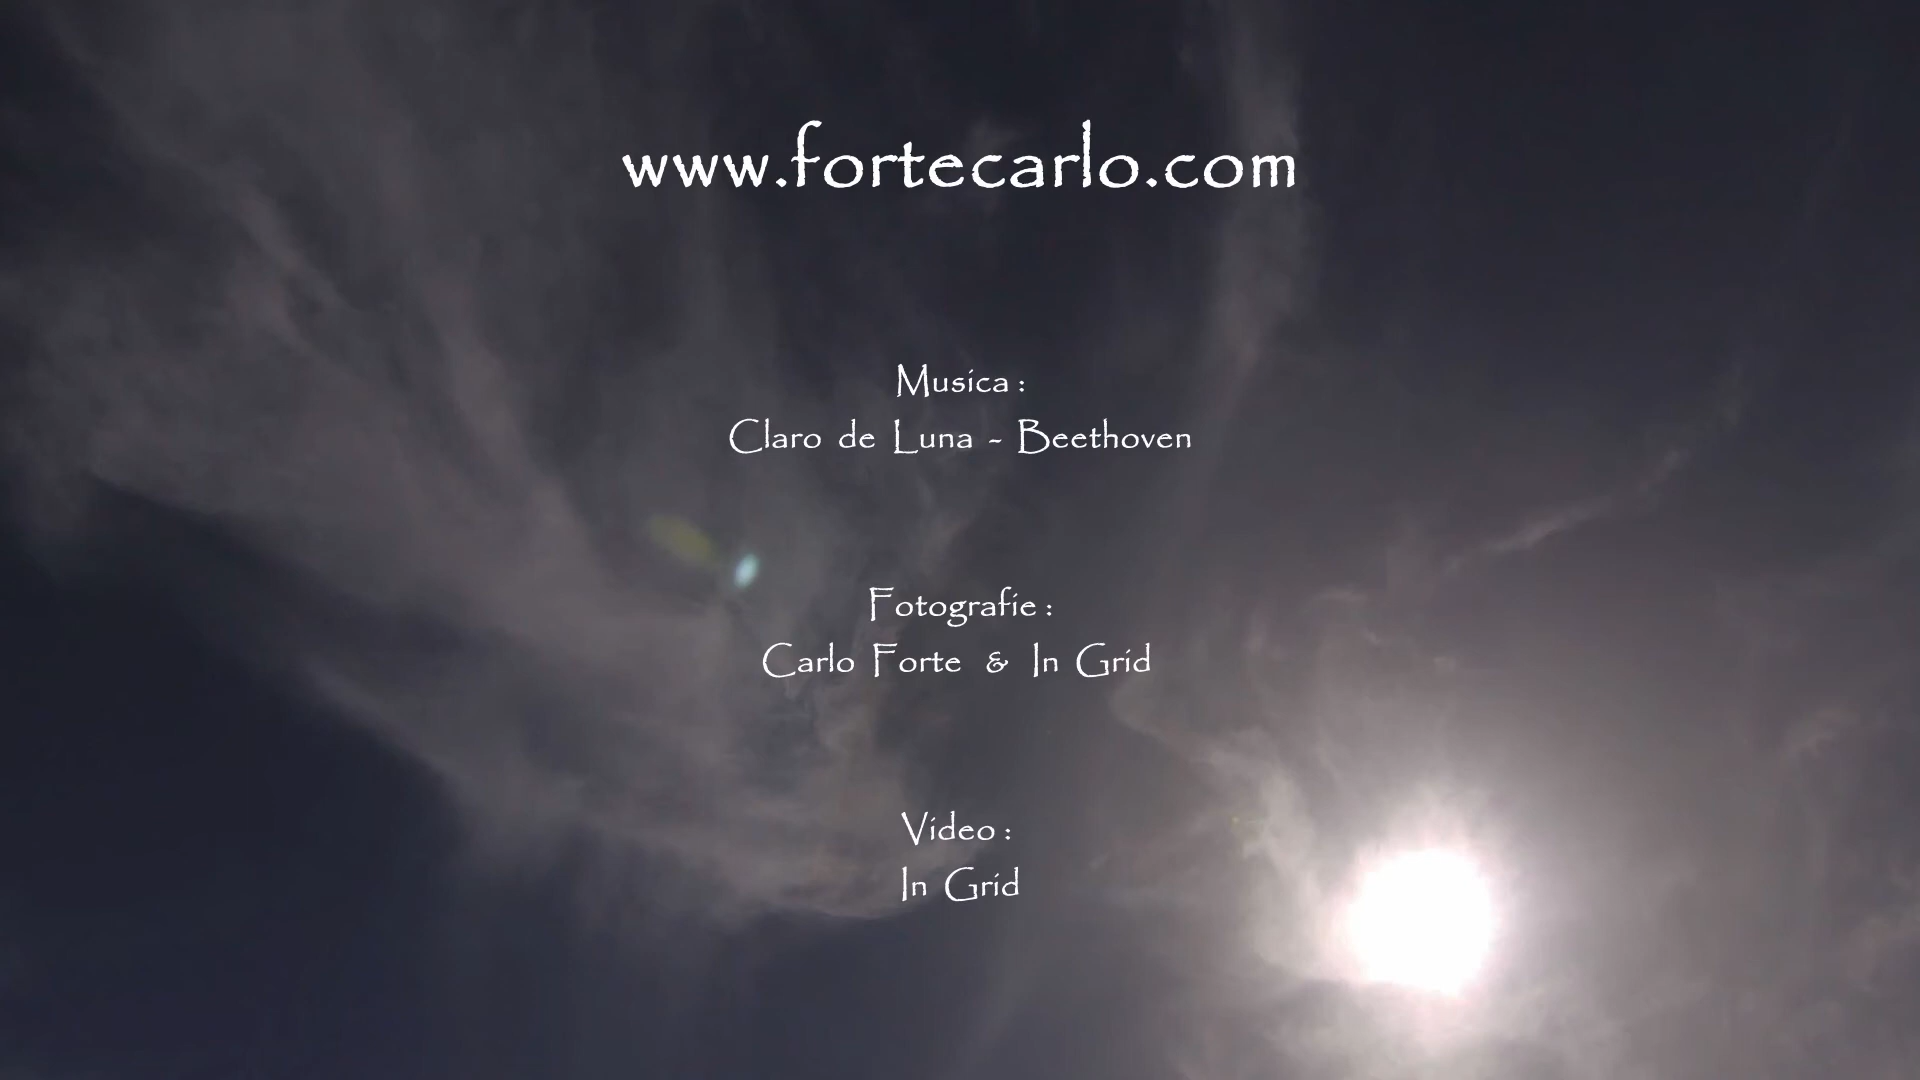 www.fortecarlo.com
Musica :
Claro de Luna - Beethoven
Fotografie :
Carlo Forte & In Grid
Video :
In Grid